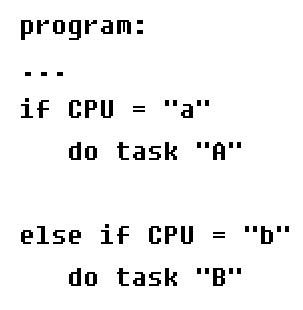 program:
...
if CPU = "a"
   do task "A"
else if CPU = "b"
   do task "B"